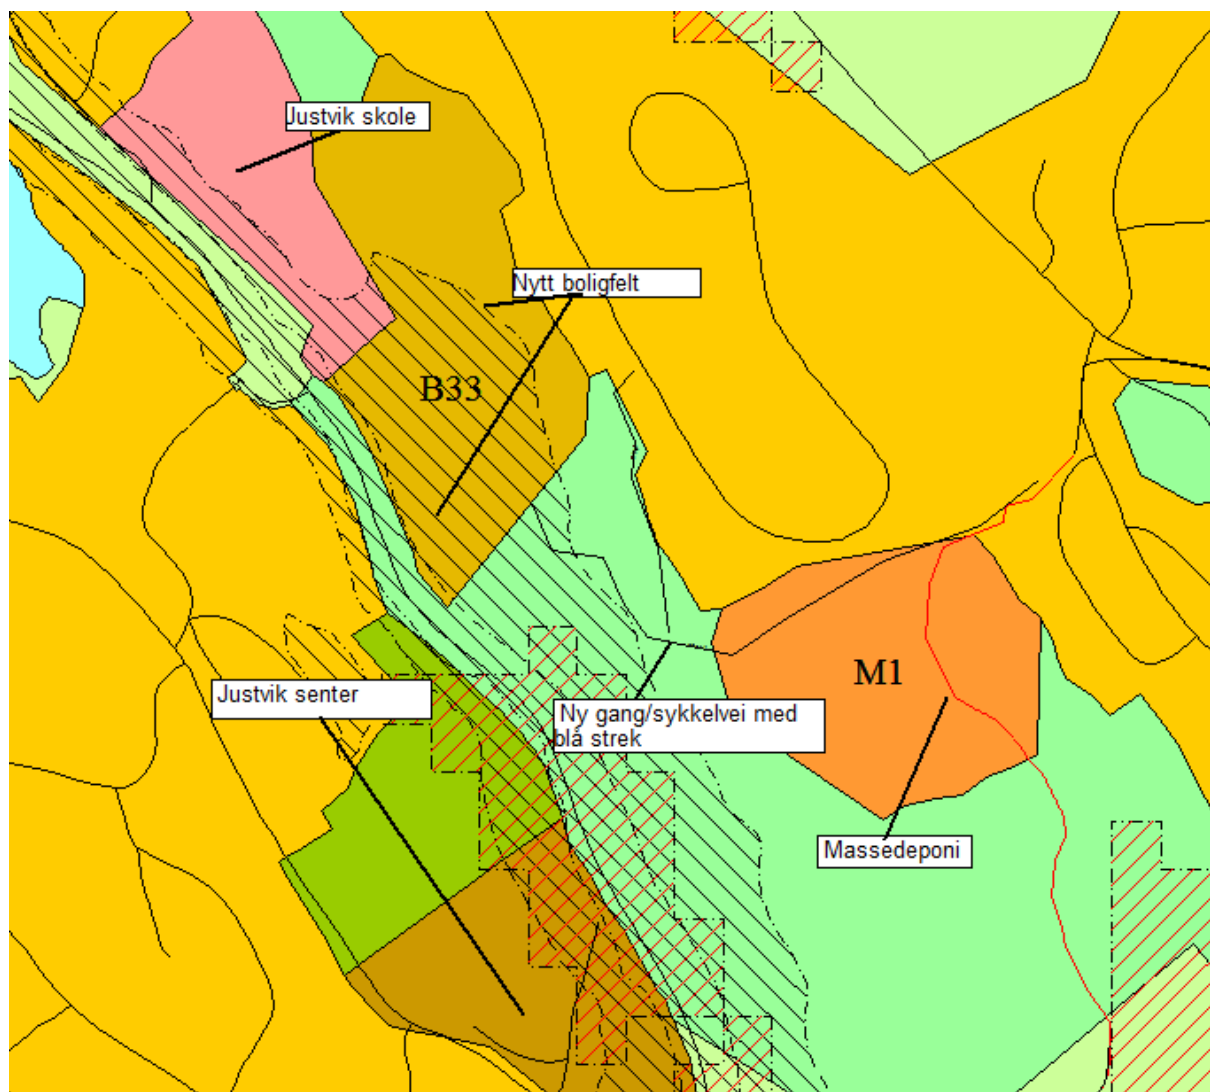 Justvik skole
Nytt boligfelt
B33
M1
Justvik senter
Ny gang/sykkelvei med
blå strek
Massedeponi